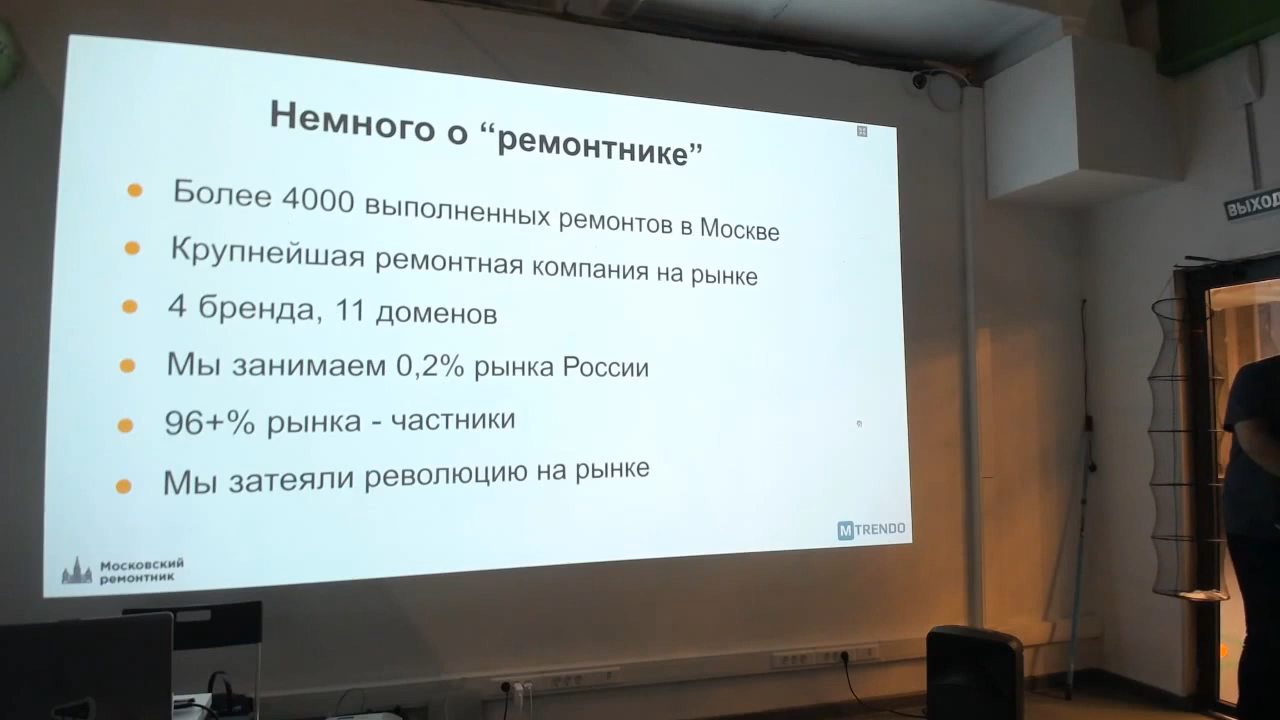 Немного о “ремонтнике”
Более 4000 выполненных ремонтов в Москве
Крупнейшая ремонтная компания на рынке
4 бренда, 11 доменов
Мы занимаем 0,2% рынка России
96+% рынка - частники
Мы затеяли революцию на рынке
MTRENDO
Московский
ремонтник
ВЫХОД